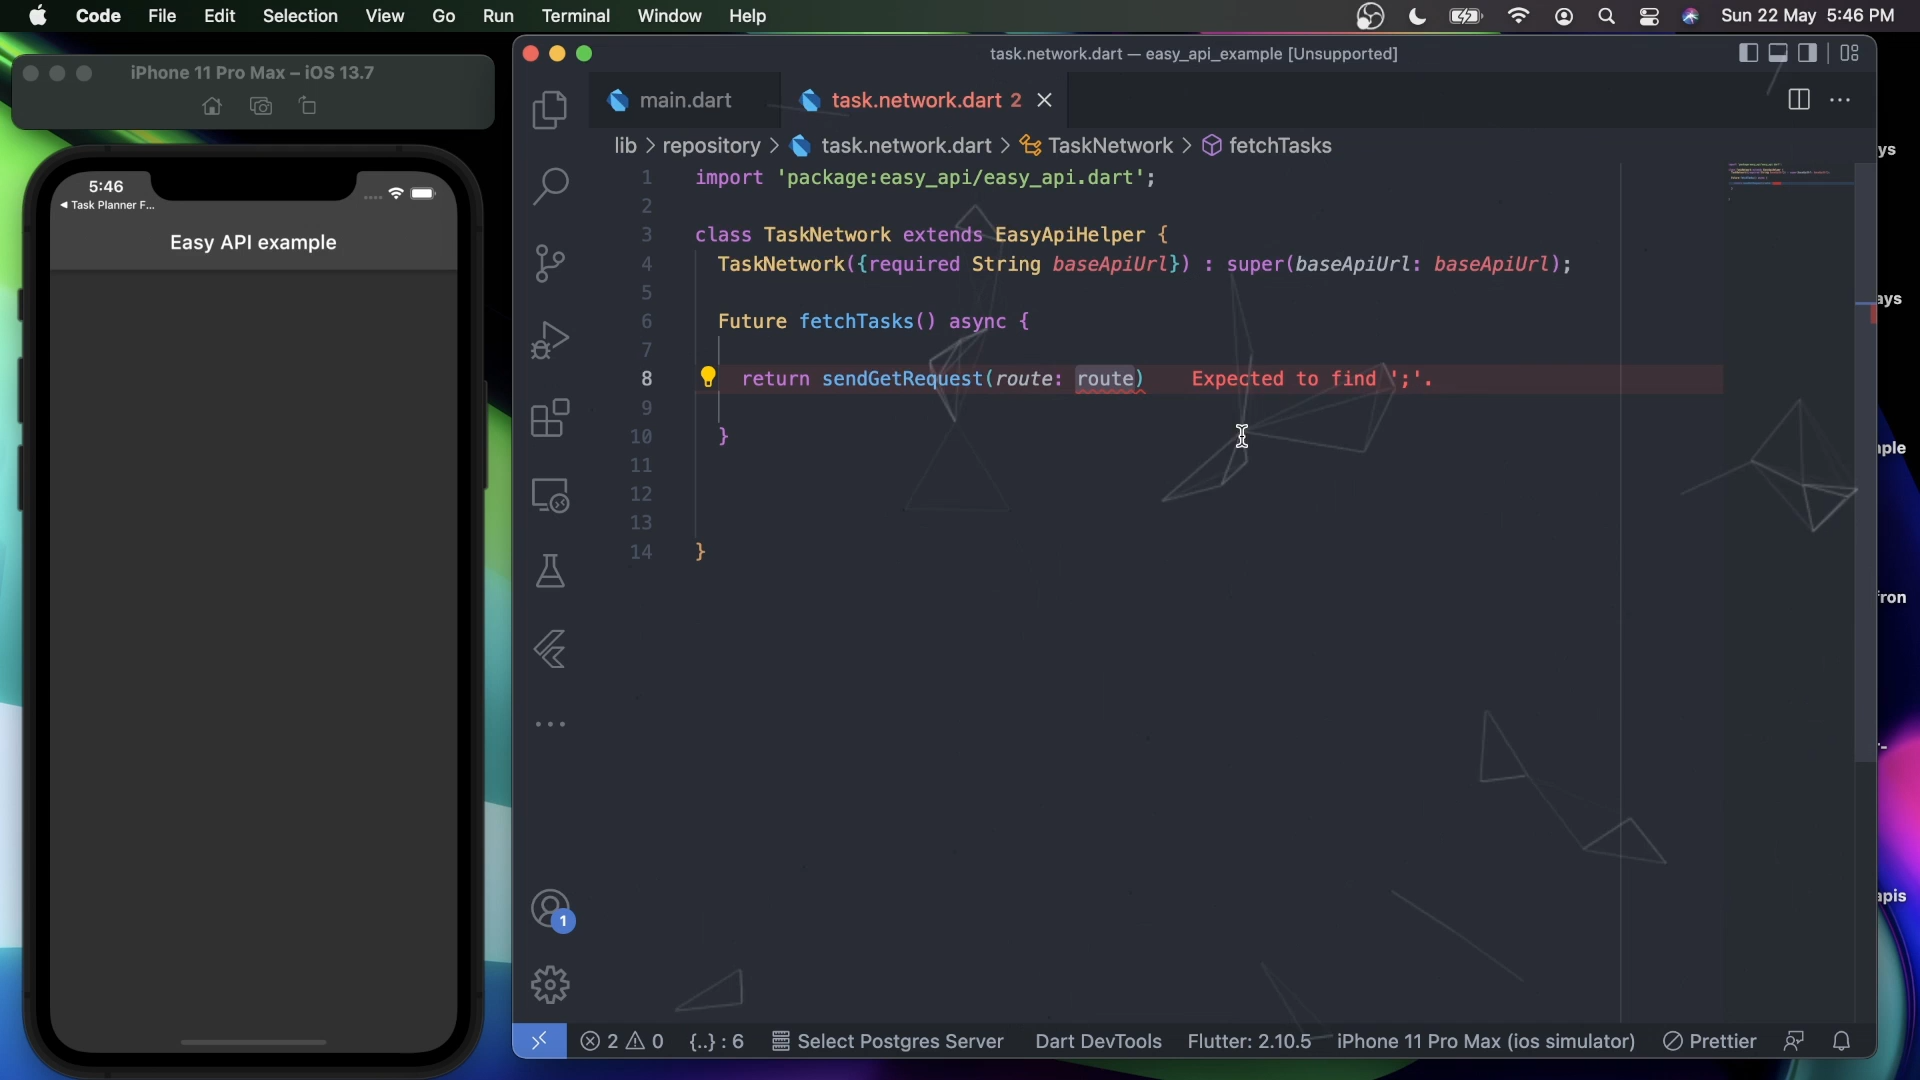 Code File Edit Selection View Go Run Terminal Window Help Sun 22 May 5:46 PM
iPhone 11 Pro Max – iOS 13.7
5:46
◀ Task Planner F...
Easy API example
task.network.dart — easy_api_example [Unsupported]
main.dart task.network.dart 2
lib > repository > task.network.dart > TaskNetwork > fetchTasks
1 import 'package:easy_api/easy_api.dart';
2
3 class TaskNetwork extends EasyApiHelper {
4 TaskNetwork({required String baseApiUrl}) : super(baseApiUrl: baseApiUrl);
5
6 Future fetchTasks() async {
7
8 return sendGetRequest(route: route) Expected to find ';'.
9
10 }
11
12
13
14 }
1
2 0 {..} : 6 Select Postgres Server Dart DevTools Flutter: 2.10.5 iPhone 11 Pro Max (ios simulator) Prettier
ys
ays
ple
fron
apis